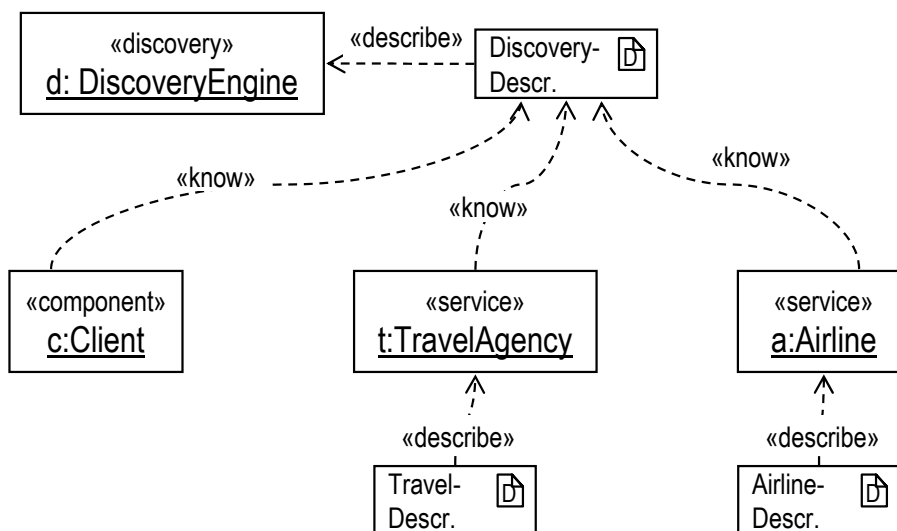 «discovery»
d: DiscoveryEngine
«describe»
Discovery-
Descr.
D
«know»
«know»
«know»
«component»
c:Client
«service»
t:TravelAgency
«service»
a:Airline
«describe»
«describe»
Travel-
Descr.
D
Airline-
Descr.
D